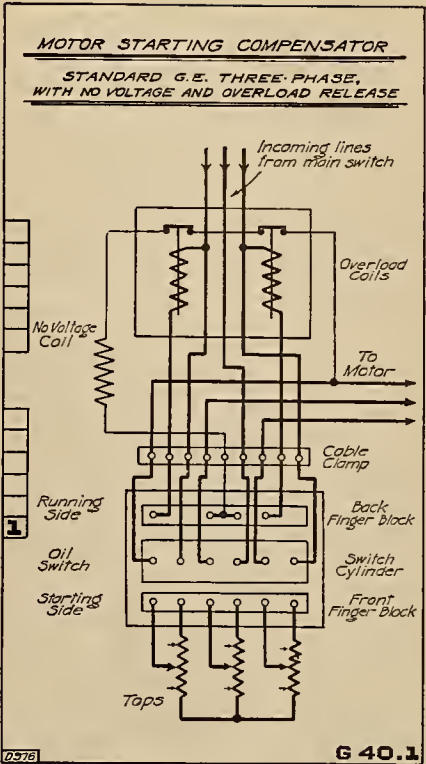 MOTOR STARTING COMPENSATOR
STANDARD G.E. THREE-PHASE,
WITH NO VOLTAGE AND OVERLOAD RELEASE
Incoming lines
from main switch
Overload
Coils
No Voltage
Coil
To
Motor
Cable
Clamp
Running
Side
Back
Finger Block
Oil
Switch
Switch
Cylinder
Starting
Side
Front
Finger Block
Taps
1
D376
G 40.1